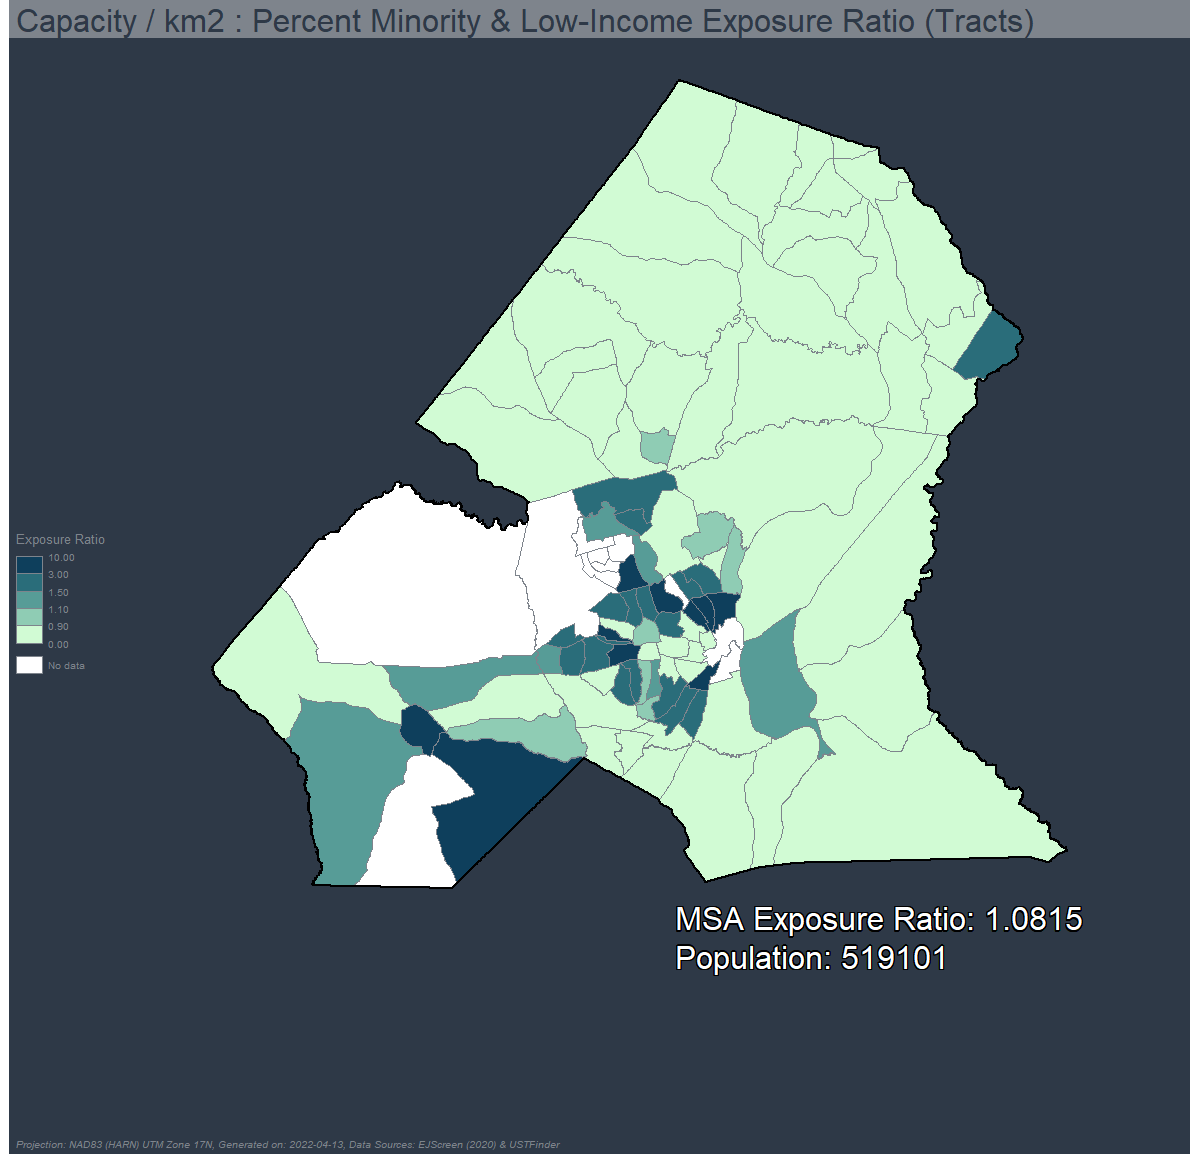 Capacity / km2 : Percent Minority & Low-Income Exposure Ratio (Tracts)
Exposure Ratio
10.00
3.00
1.50
1.10
0.90
0.00
No data
MSA Exposure Ratio: 1.0815
Population: 519101
Projection: NAD83 (HARN) UTM Zone 17N, Generated on: 2022-04-13, Data Sources: EJScreen (2020) & USTFinder